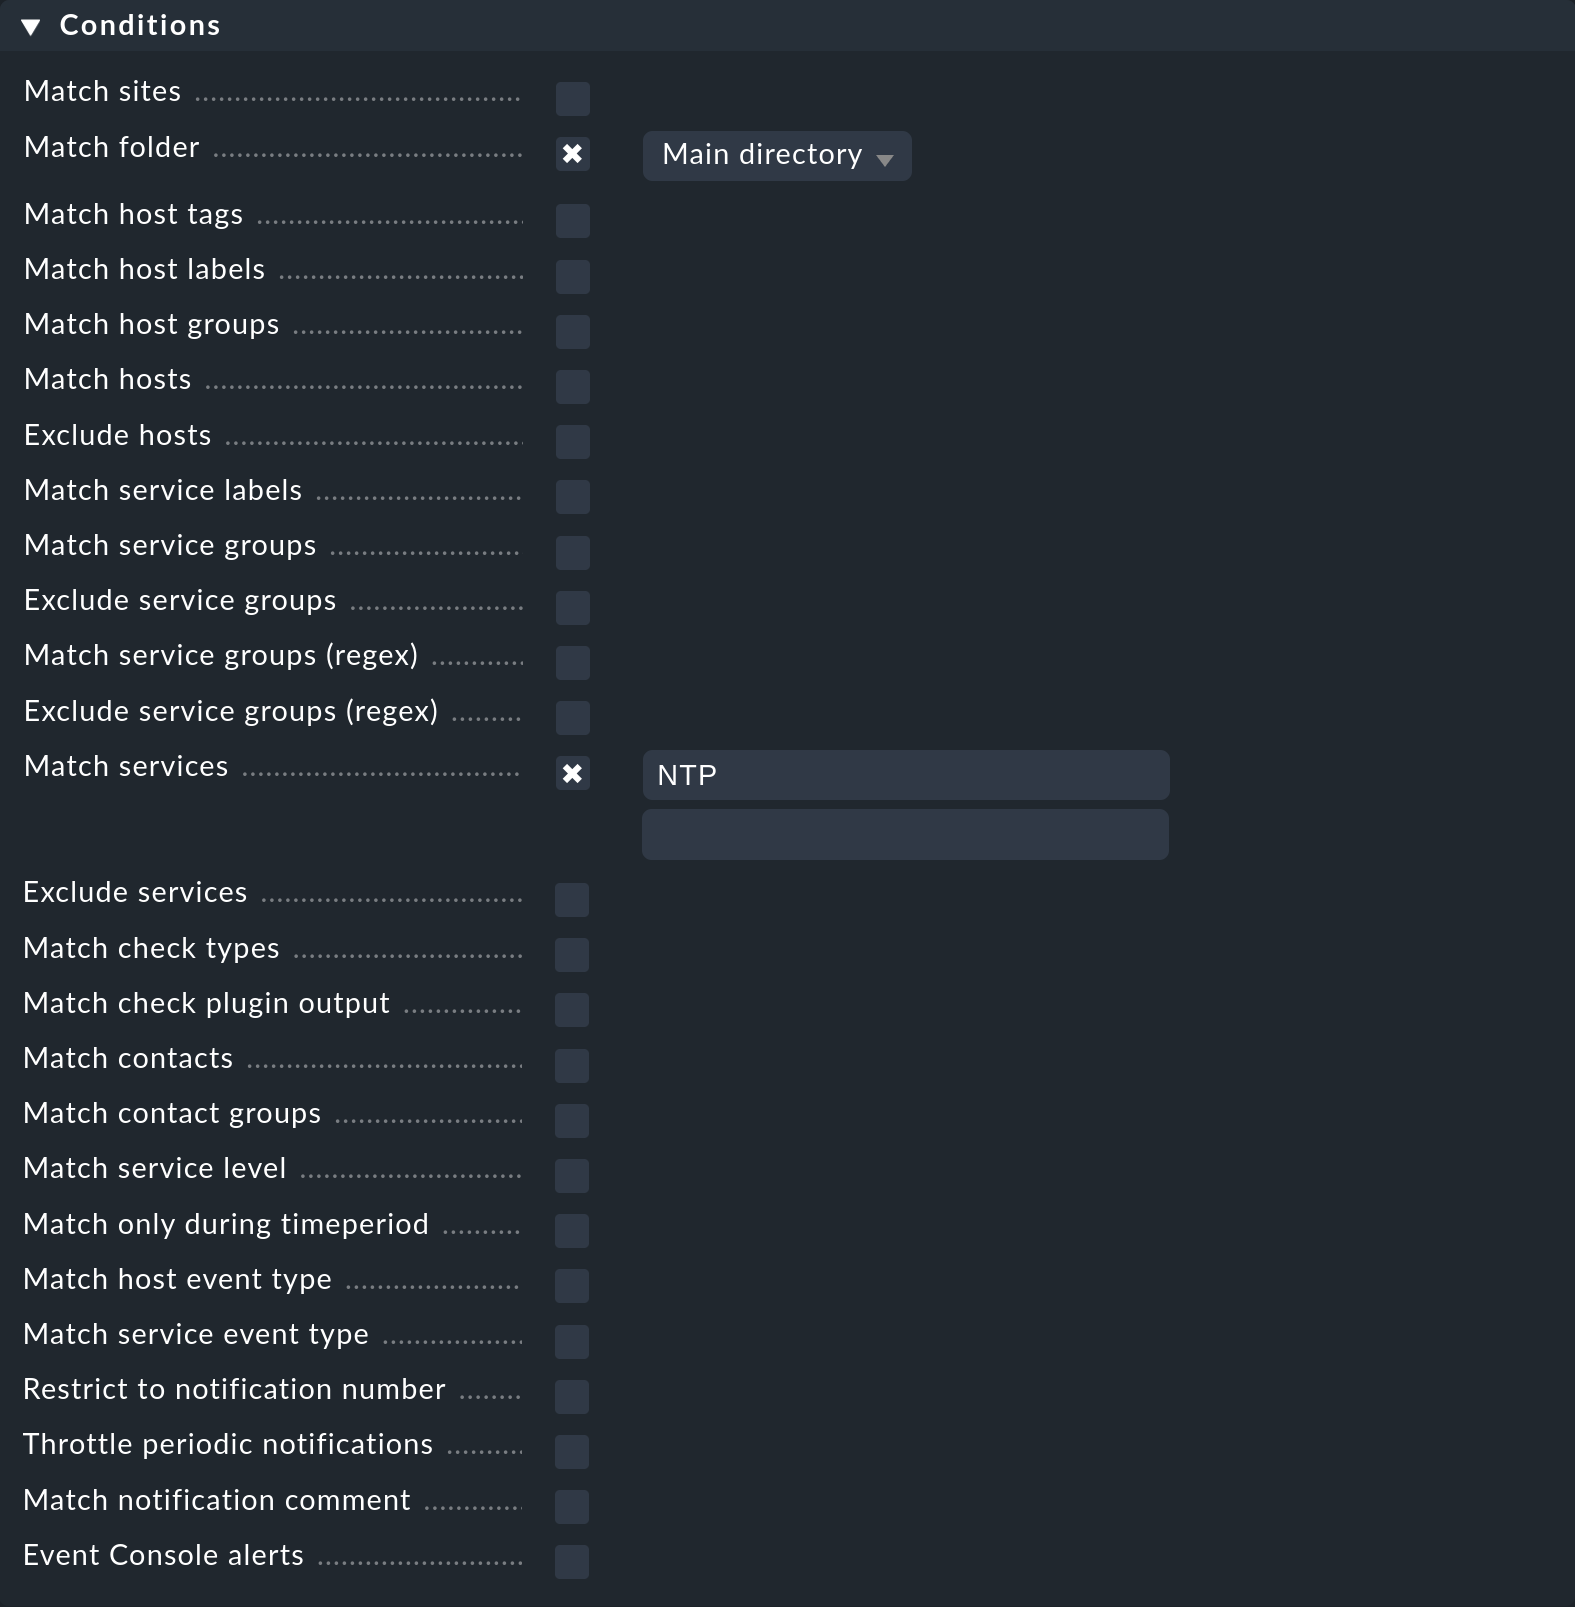 Conditions
Match sites
Match folder Main directory
Match host tags
Match host labels
Match host groups
Match hosts
Exclude hosts
Match service labels
Match service groups
Exclude service groups
Match service groups (regex)
Exclude service groups (regex)
Match services NTP
Exclude services
Match check types
Match check plugin output
Match contacts
Match contact groups
Match service level
Match only during timeperiod
Match host event type
Match service event type
Restrict to notification number
Throttle periodic notifications
Match notification comment
Event Console alerts